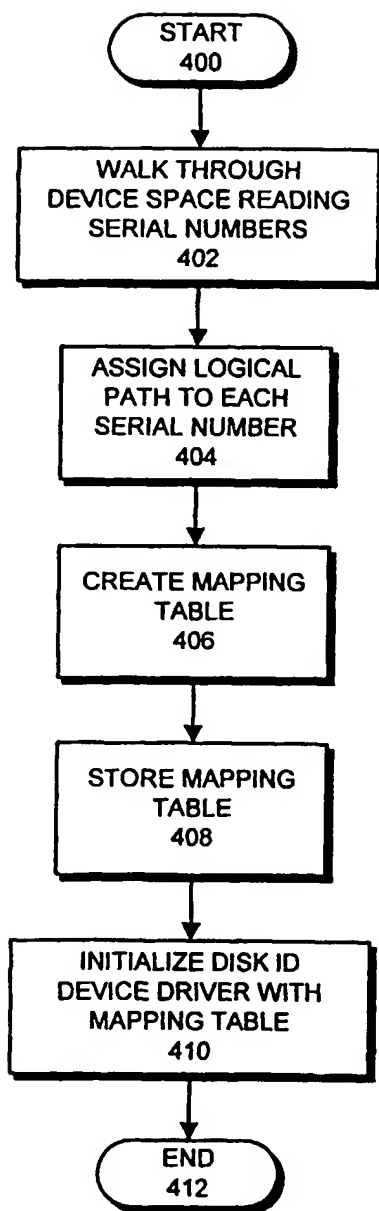 START
400
WALK THROUGH
DEVICE SPACE READING
SERIAL NUMBERS
402
ASSIGN LOGICAL
PATH TO EACH
SERIAL NUMBER
404
CREATE MAPPING
TABLE
406
STORE MAPPING
TABLE
408
INITIALIZE DISK ID
DEVICE DRIVER WITH
MAPPING TABLE
410
END
412